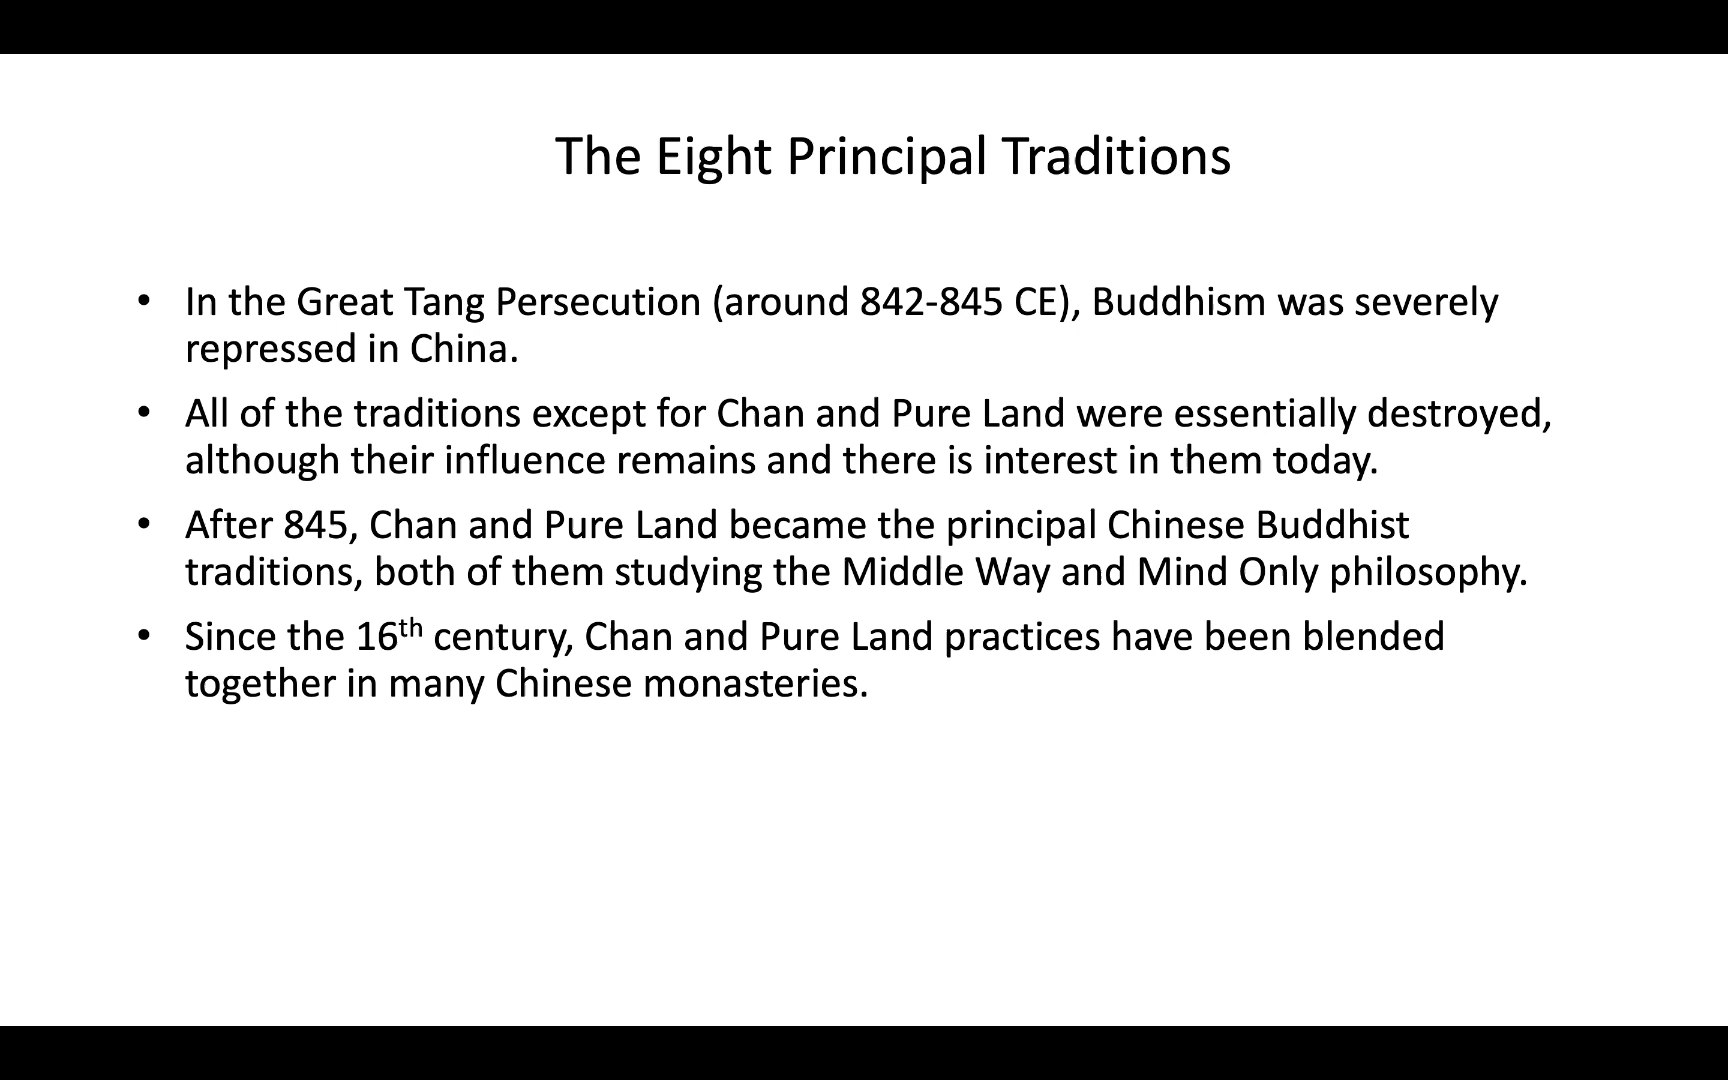 The Eight Principal Traditions
• In the Great Tang Persecution (around 842-845 CE), Buddhism was severely
repressed in China.
• All of the traditions except for Chan and Pure Land were essentially destroyed,
although their influence remains and there is interest in them today.
• After 845, Chan and Pure Land became the principal Chinese Buddhist
traditions, both of them studying the Middle Way and Mind Only philosophy.
• Since the 16th century, Chan and Pure Land practices have been blended
together in many Chinese monasteries.